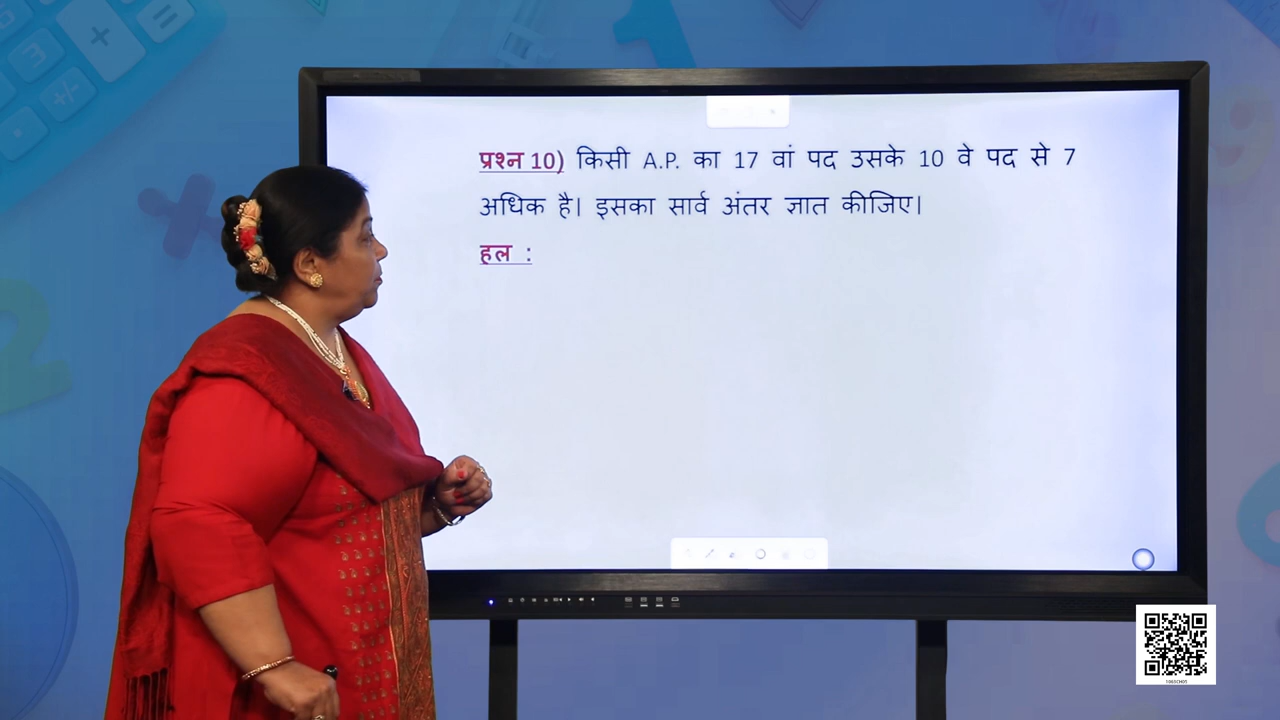 प्रश्न 10) किसी A.P. का 17 वां पद उसके 10 वे पद से 7
अधिक है। इसका सार्व अंतर ज्ञात कीजिए।
हल :